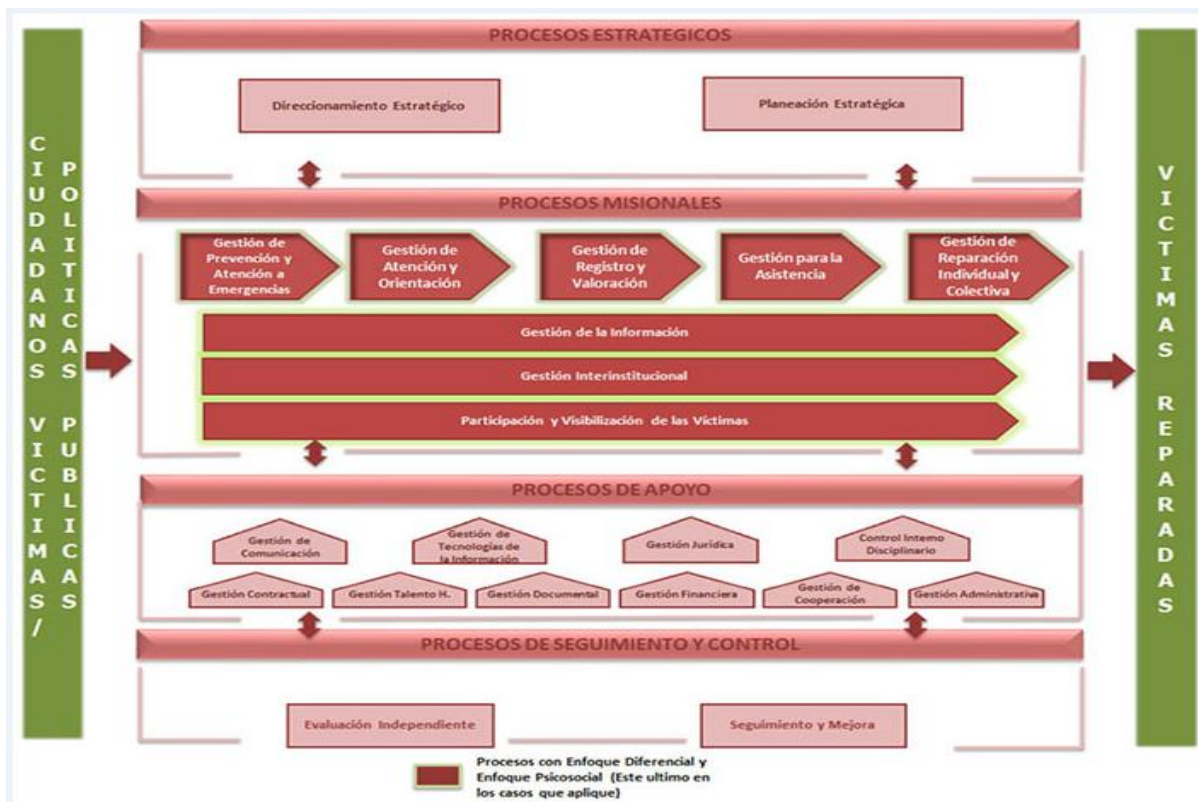 CIUDADANOS VICTIMAS/
POLITICAS PUBLICAS
PROCESOS ESTRATEGICOS
Direccionamiento Estratégico
Planeación Estratégica
PROCESOS MISIONALES
Gestión de
Prevención y
Atención a
Emergencias
Gestión de
Atención y
Orientación
Gestión de
Registro y
Valoración
Gestión para la
Asistencia
Gestión de
Reparación
Individual y
Colectiva
Gestión de la Información
Gestión Interinstitucional
Participación y Visibilización de las Víctimas
PROCESOS DE APOYO
Gestión de
Comunicación
Gestión de
Tecnologías de
la Información
Gestión Jurídica
Control Interno
Disciplinario
Gestión Contractual
Gestión Talento H.
Gestión Documental
Gestión Financiera
Gestión de
Cooperación
Gestión Administrativa
PROCESOS DE SEGUIMIENTO Y CONTROL
Evaluación Independiente
Seguimiento y Mejora
Procesos con Enfoque Diferencial y
Enfoque Psicosocial (Este ultimo en
los casos que aplique)
VICTIMAS REPARADAS